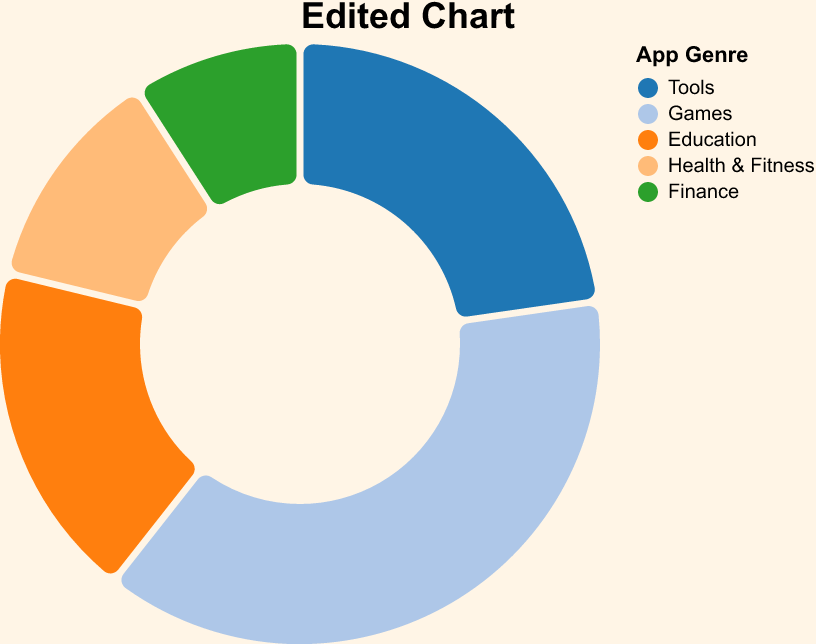 Edited Chart
App Genre
Tools
Games
Education
Health & Fitness
Finance